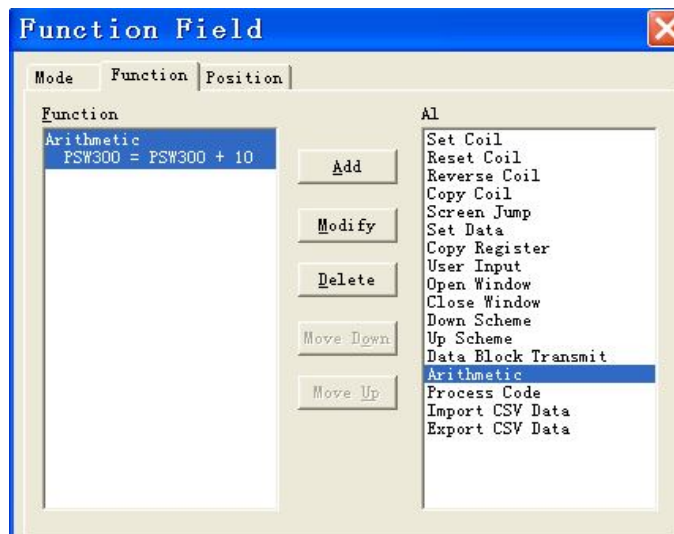 Function Field
Mode Function Position
Function
Arithmetic
PSW300 = PSW300 + 10
Add
Modify
Delete
Move Down
Move Up
Al
Set Coil
Reset Coil
Reverse Coil
Copy Coil
Screen Jump
Set Data
Copy Register
User Input
Open Window
Close Window
Down Scheme
Up Scheme
Data Block Transmit
Arithmetic
Process Code
Import CSV Data
Export CSV Data